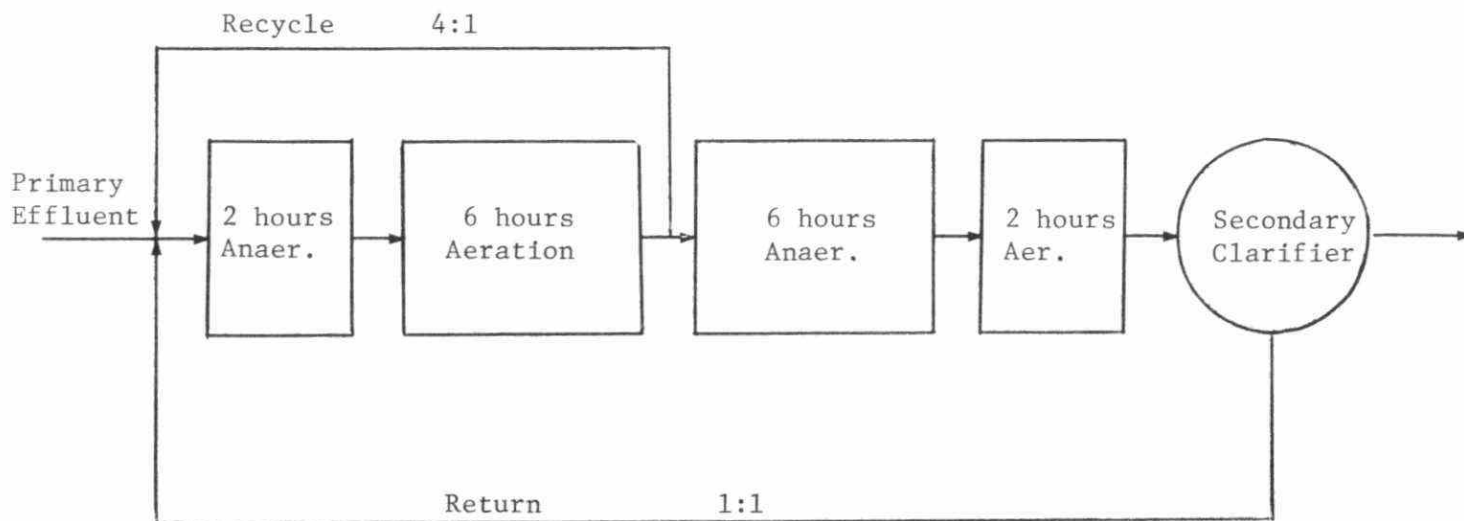 Recycle 4:1
Primary
Effluent
2 hours
Anaer.
6 hours
Aeration
6 hours
Anaer.
2 hours
Aer.
Secondary
Clarifier
Return 1:1